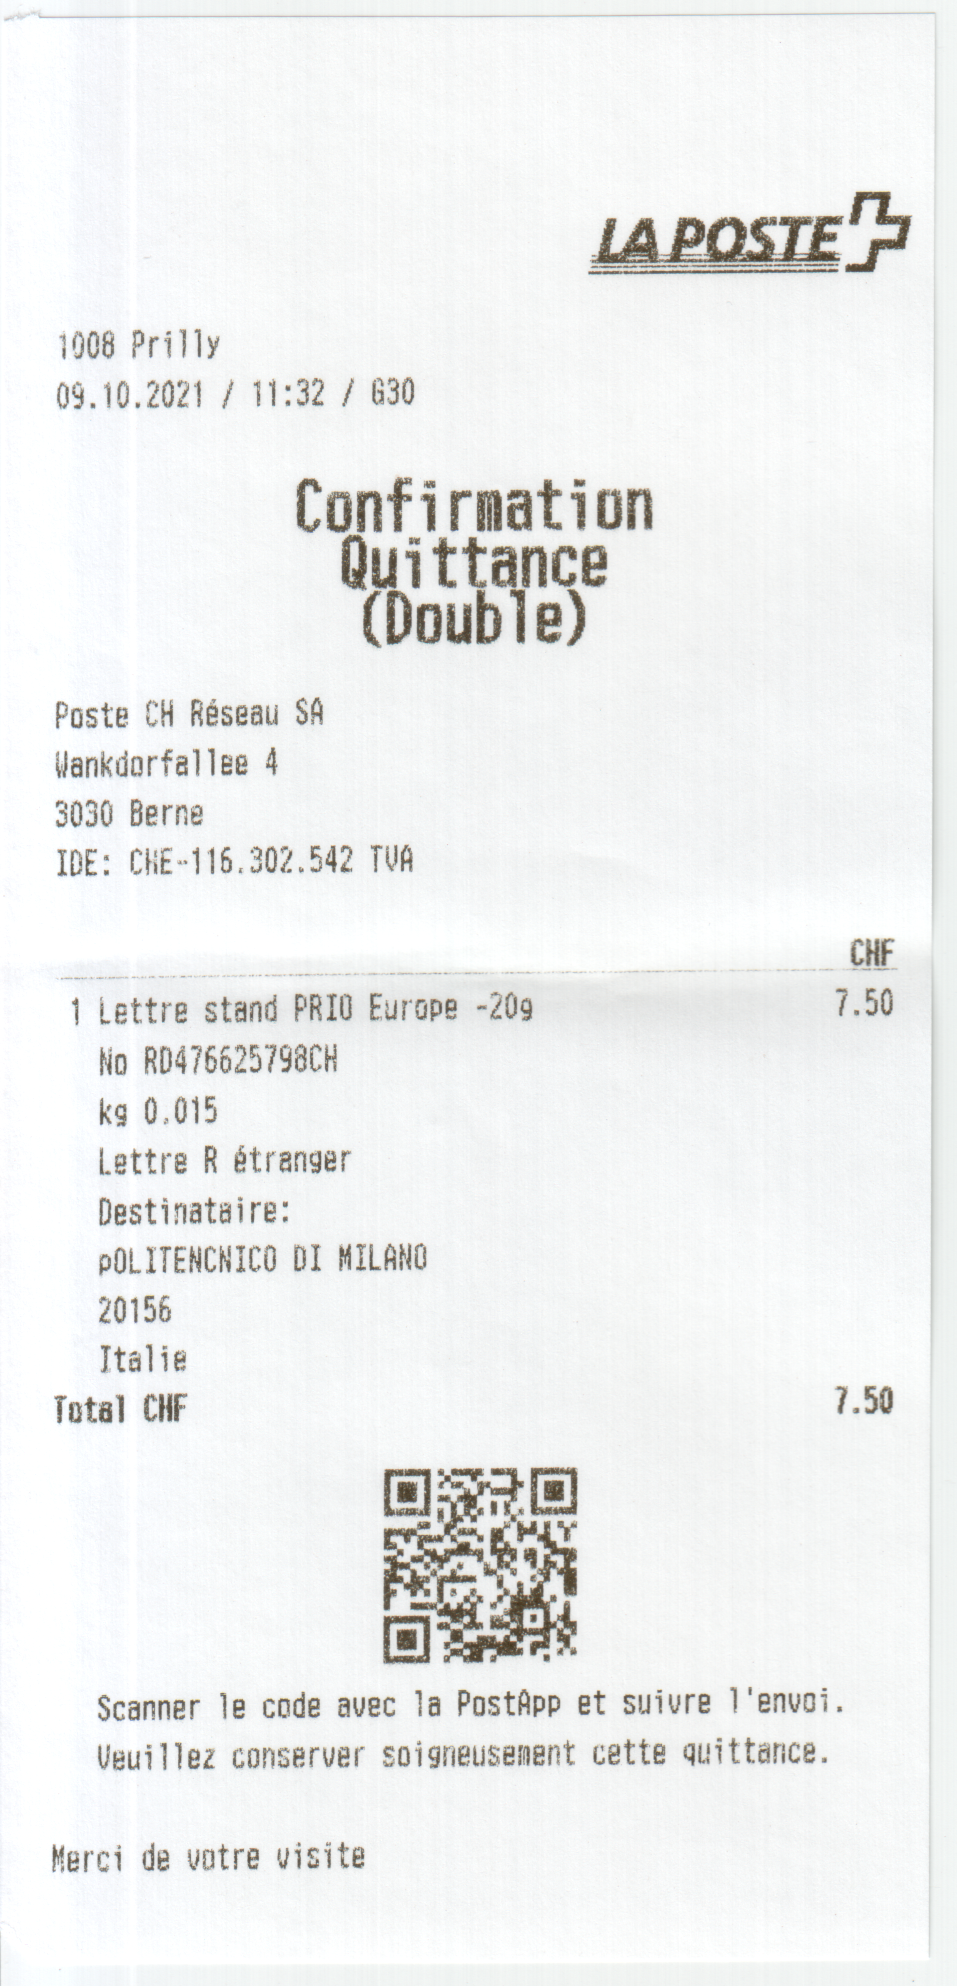 LA POSTE
1008 Prilly
09.10.2021 / 11:32 / G30
Confirmation
Quittance
(Double)
Poste CH Réseau SA
Wankdorfallee 4
3030 Berne
IDE: CHE-116.302.542 TVA
CHF
1 Lettre stand PRIO Europe -20g 7.50
No RD476625798CH
kg 0.015
Lettre R étranger
Destinataire:
pOLITENCNICO DI MILANO
20156
Italie
Total CHF 7.50
Scanner le code avec la PostApp et suivre l'envoi.
Veuillez conserver soigneusement cette quittance.
Merci de votre visite